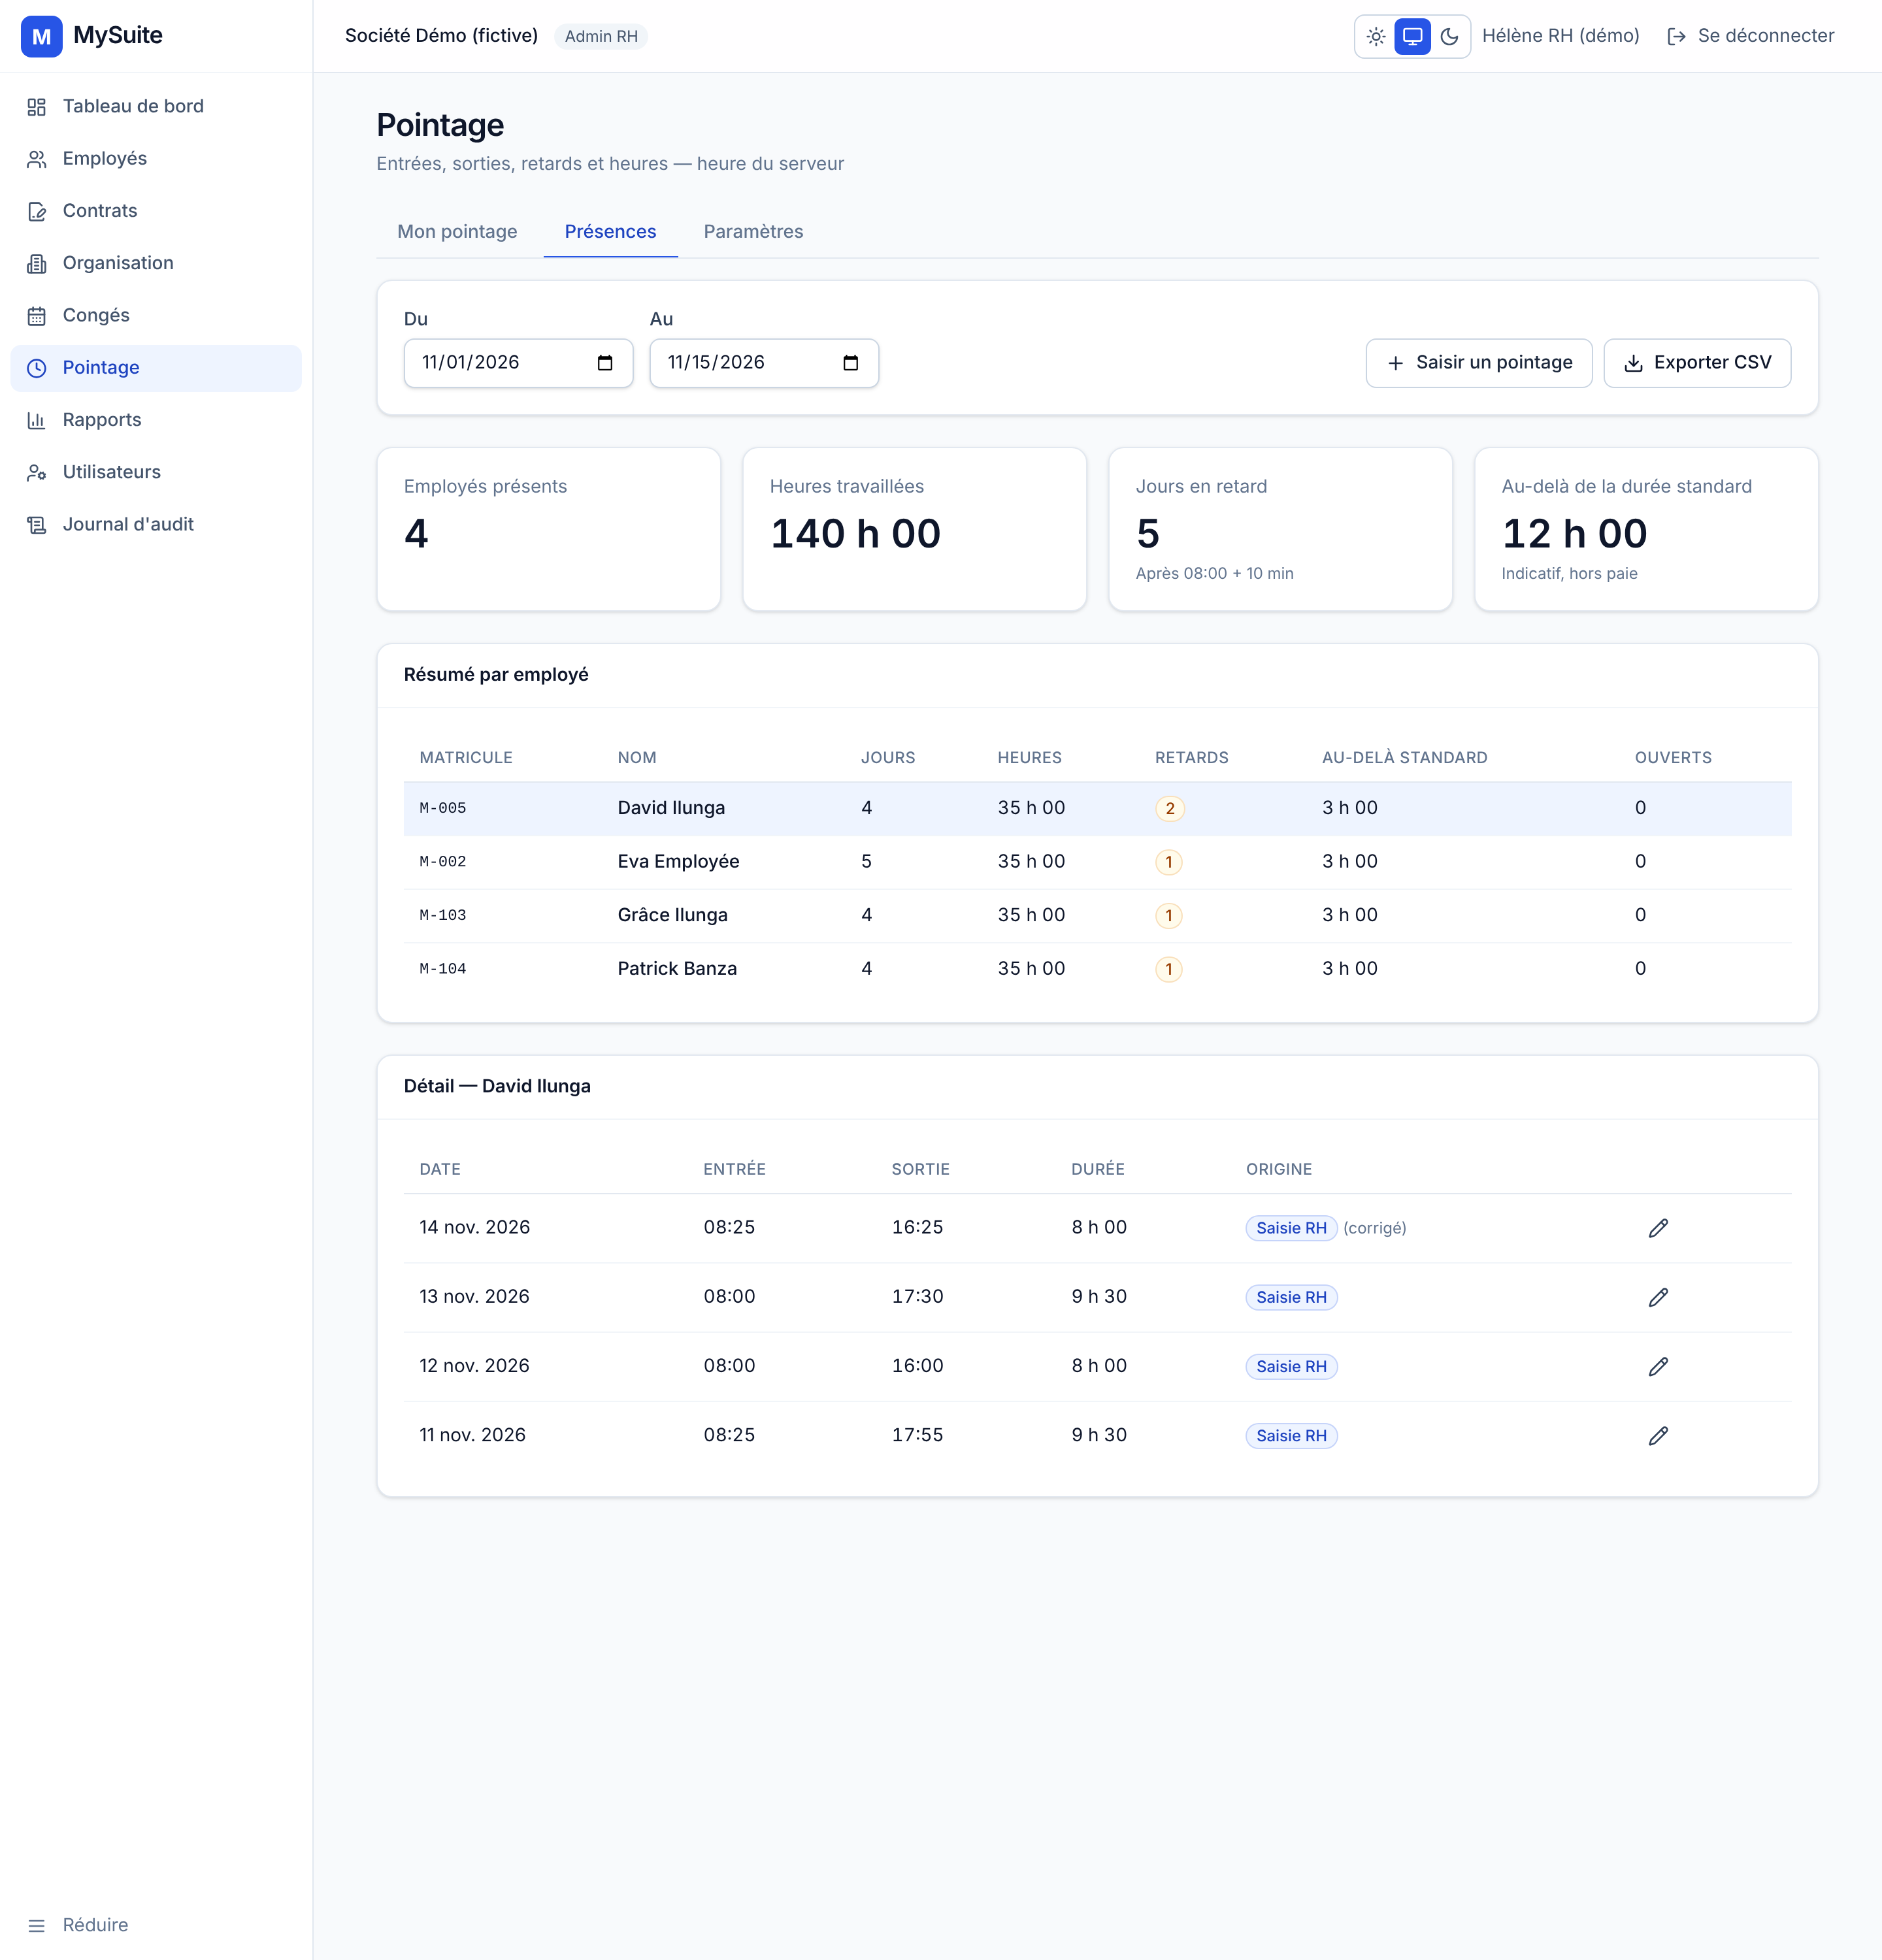 M MySuite
Société Démo (fictive) Admin RH Hélène RH (démo) Se déconnecter
Tableau de bord
Employés
Contrats
Organisation
Congés
Pointage
Rapports
Utilisateurs
Journal d'audit
Réduire
Pointage
Entrées, sorties, retards et heures — heure du serveur
Mon pointage Présences Paramètres
Du Au
11/01/2026 11/15/2026 Saisir un pointage Exporter CSV
Employés présents
4
Heures travaillées
140 h 00
Jours en retard
5
Après 08:00 + 10 min
Au-delà de la durée standard
12 h 00
Indicatif, hors paie
Résumé par employé
MATRICULE NOM JOURS HEURES RETARDS AU-DELÀ STANDARD OUVERTS
M-005 David Ilunga 4 35 h 00 2 3 h 00 0
M-002 Eva Employée 5 35 h 00 1 3 h 00 0
M-103 Grâce Ilunga 4 35 h 00 1 3 h 00 0
M-104 Patrick Banza 4 35 h 00 1 3 h 00 0
Détail — David Ilunga
DATE ENTRÉE SORTIE DURÉE ORIGINE
14 nov. 2026 08:25 16:25 8 h 00 Saisie RH (corrigé)
13 nov. 2026 08:00 17:30 9 h 30 Saisie RH
12 nov. 2026 08:00 16:00 8 h 00 Saisie RH
11 nov. 2026 08:25 17:55 9 h 30 Saisie RH